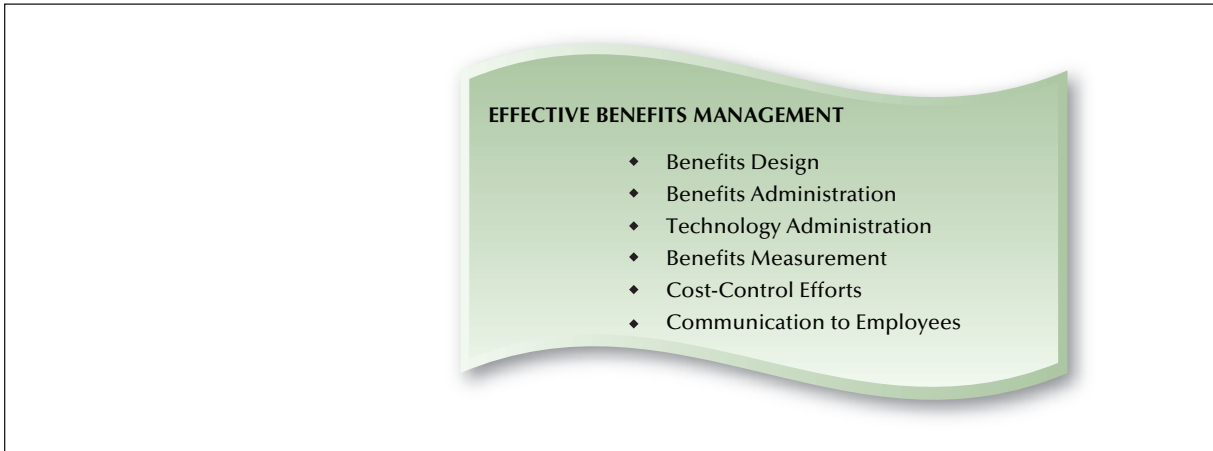 EFFECTIVE BENEFITS MANAGEMENT
◆ Benefits Design
◆ Benefits Administration
◆ Technology Administration
◆ Benefits Measurement
◆ Cost-Control Efforts
◆ Communication to Employees